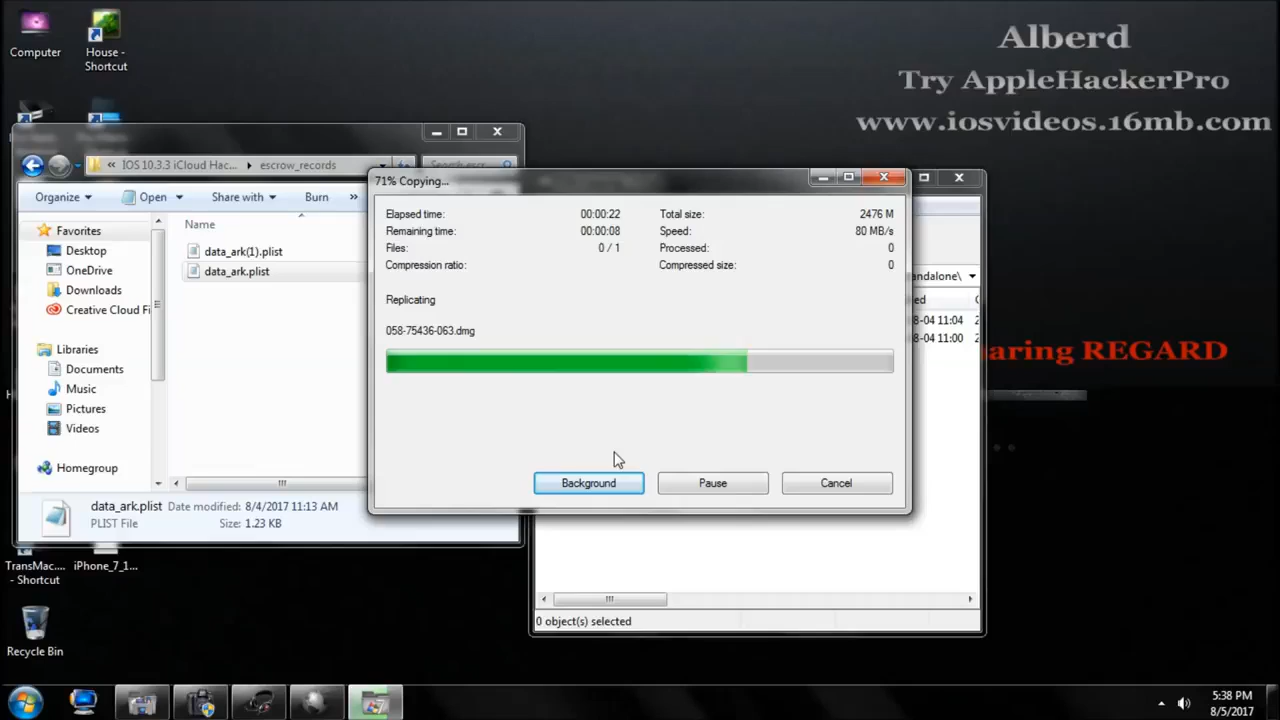 Alberd
Try AppleHackerPro
www.iosvideos.16mb.com
Computer
House -
Shortcut
IOS 10.3.3 iCloud Hac...
escrow_records
Organize
Open
Share with
Burn
»
Name
Favorites
Desktop
OneDrive
Downloads
Creative Cloud Fi
Libraries
Documents
Music
Pictures
Videos
Homegroup
data_ark(1).plist
data_ark.plist
data_ark.plist Date modified: 8/4/2017 11:13 AM
PLIST File Size: 1.23 KB
71% Copying...
Elapsed time: 00:00:22 Total size: 2476 M
Remaining time: 00:00:08 Speed: 80 MB/s
Files: 0 / 1 Processed: 0
Compression ratio: Compressed size: 0
Replicating
058-75436-063.dmg
Background Pause Cancel
andalone\
ed
8-04 11:04
8-04 11:00
aring REGARD
0 object(s) selected
TransMac....
- Shortcut
iPhone_7_1...
Recycle Bin
5:38 PM
8/5/2017